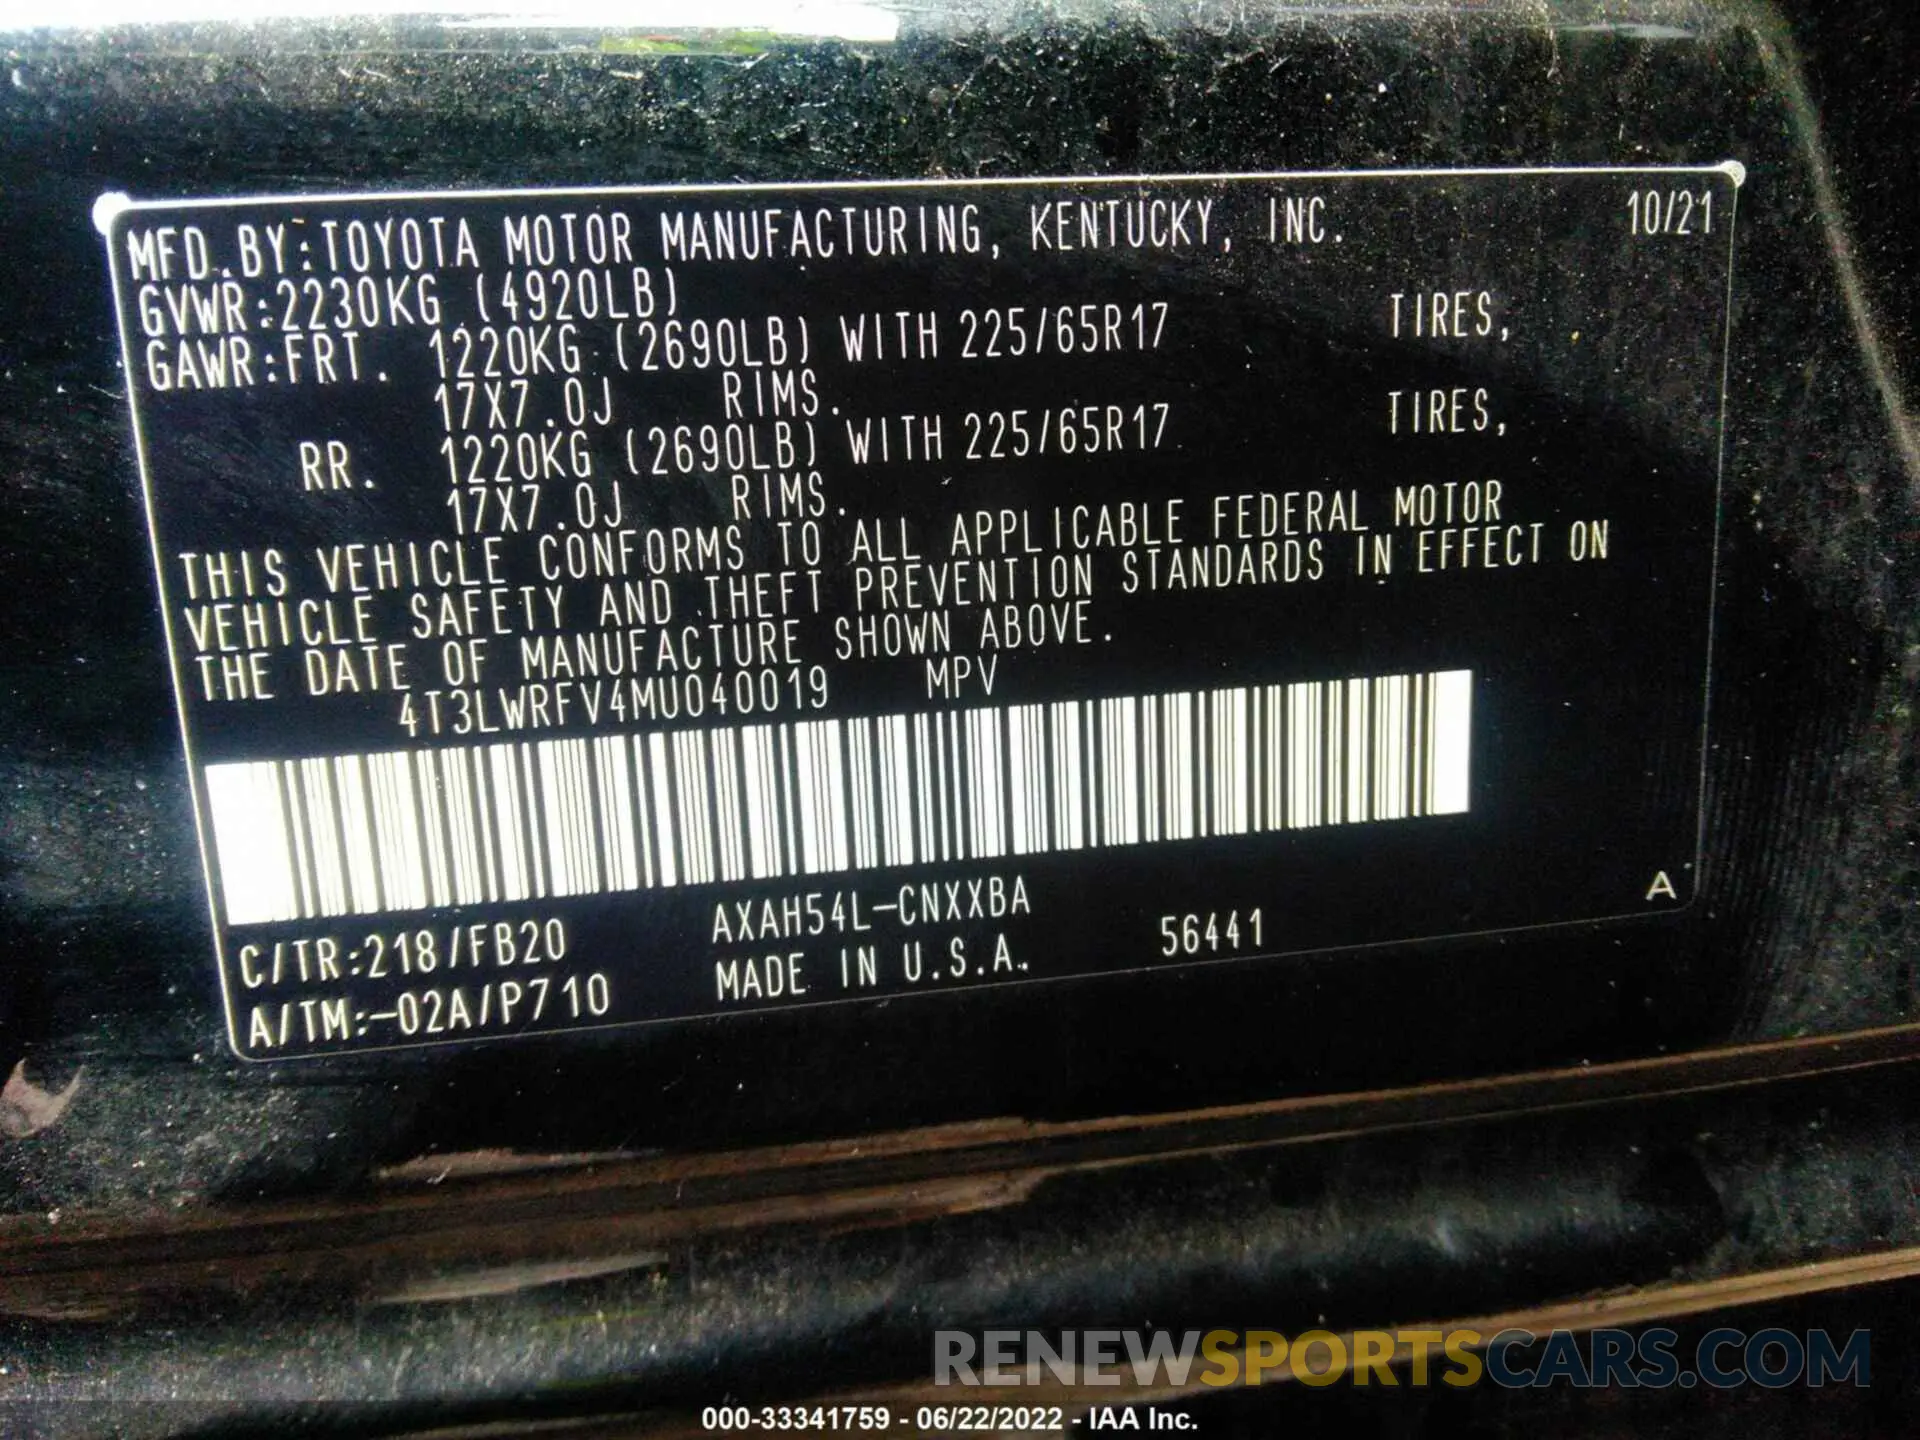 MFD.BY:TOYOTA MOTOR MANUFACTURING, KENTUCKY, INC. 10/21
GVWR:2230KG (4920LB)
GAWR:FRT. 1220KG (2690LB) WITH 225/65R17 TIRES,
17X7.0J RIMS.
RR. 1220KG (2690LB) WITH 225/65R17 TIRES,
17X7.0J RIMS.
THIS VEHICLE CONFORMS TO ALL APPLICABLE FEDERAL MOTOR
VEHICLE SAFETY AND THEFT PREVENTION STANDARDS IN EFFECT ON
THE DATE OF MANUFACTURE SHOWN ABOVE.
4T3LWRFV4MU040019 MPV
C/TR:218/FB20 AXAH54L-CNXXBA A
A/TM:-02A/P710 MADE IN U.S.A. 56441
RENEWSPORTSCARS.COM
000-33341759 - 06/22/2022 - IAA Inc.